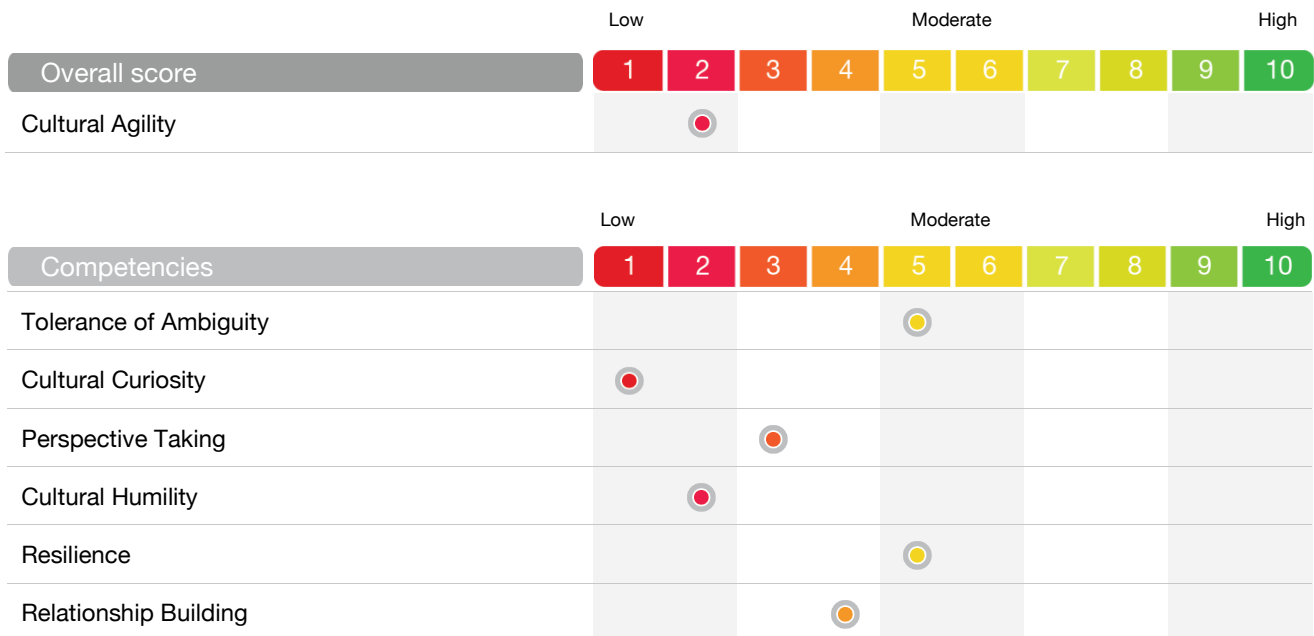 Low Moderate High
Overall score 1 2 3 4 5 6 7 8 9 10
Cultural Agility
Low Moderate High
Competencies 1 2 3 4 5 6 7 8 9 10
Tolerance of Ambiguity
Cultural Curiosity
Perspective Taking
Cultural Humility
Resilience
Relationship Building